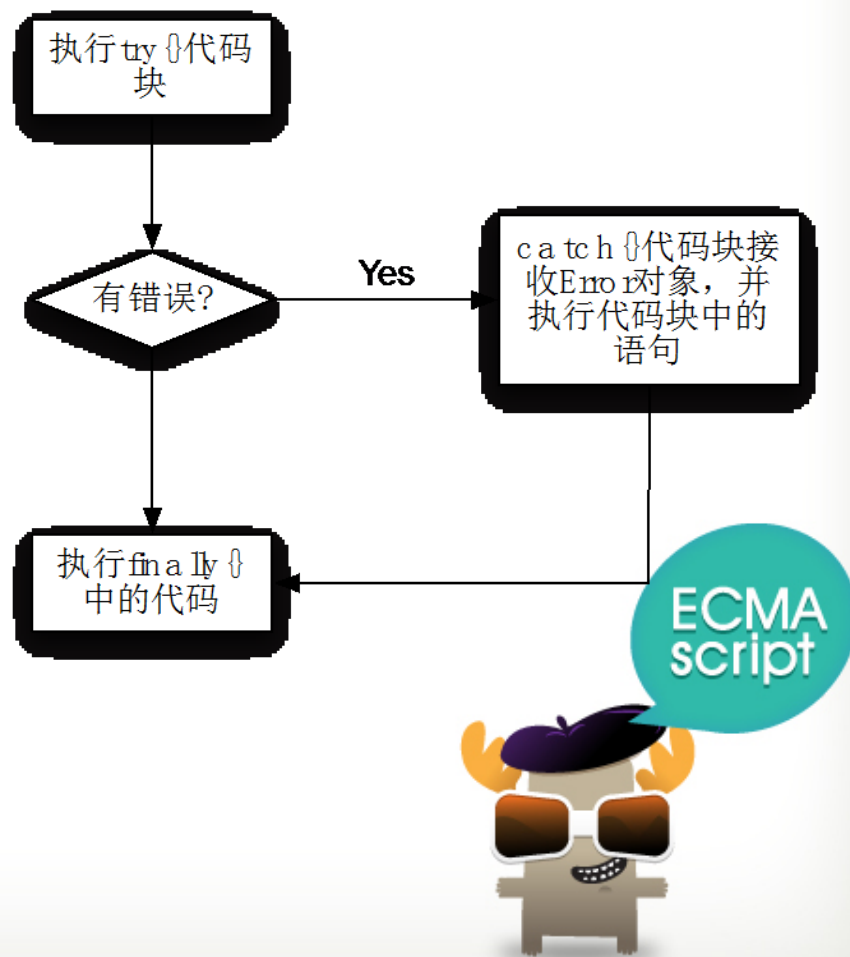 执行try{}代码
块
有错误?
Yes
catch{}代码块接
收Error对象，并
执行代码块中的
语句
执行finally{}
中的代码
ECMA
script